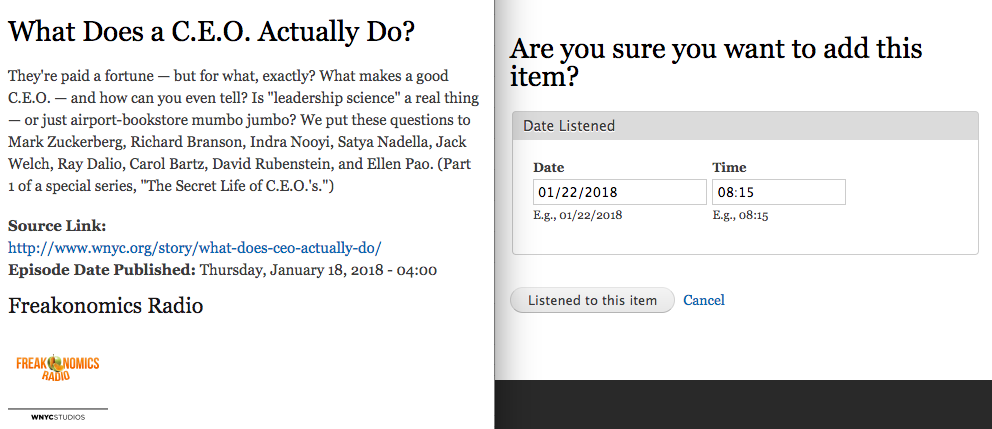 What Does a C.E.O. Actually Do?
They're paid a fortune — but for what, exactly? What makes a good
C.E.O. — and how can you even tell? Is "leadership science" a real thing
— or just airport-bookstore mumbo jumbo? We put these questions to
Mark Zuckerberg, Richard Branson, Indra Nooyi, Satya Nadella, Jack
Welch, Ray Dalio, Carol Bartz, David Rubenstein, and Ellen Pao. (Part
1 of a special series, "The Secret Life of C.E.O.'s.")
Source Link:
http://www.wnyc.org/story/what-does-ceo-actually-do/
Episode Date Published: Thursday, January 18, 2018 - 04:00
Freakonomics Radio
FREAKONOMICS
RADIO
WNYCSTUDIOS
Are you sure you want to add this
item?
Date Listened
Date Time
01/22/2018 08:15
E.g., 01/22/2018 E.g., 08:15
Listened to this item Cancel